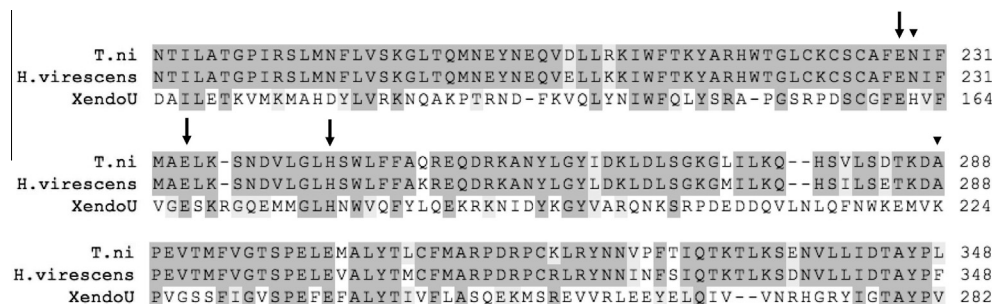 T.ni NTILATGPIRSLMNFLVSKGLTQMNEYNEQVDLLRKIWFTKYARHWTGLCKCSCAFENIF 231
H.virescens NTILATGPIRSLMNFLVSKGLTQMNEYNEQVELLKKIWFTKYARHWTGLCKCSCAFENIF 231
XendoU DAILETKVMKMAHDYLVRKNQAKPTRND-FKVQLYNIWFQLYSRA-PGSRPDSCGFEHVF 164
T.ni MAELK-SNDVLGLHSWLFFAQREQDRKANYLGYIDKLDLSGKGLILKQ--HSVLSDTKDA 288
H.virescens MAELK-SNDVLGLHSWLFFAKREQDRKANYLGYLDKLDLSGKGMILKQ--HSILSETKDA 288
XendoU VGESKRGQEMMGLHNWVQFYLQEKRKNIDYKGYVARQNKSRPDEDDQVLNLQFNWKEMVK 224
T.ni PEVTMFVGTSPELEMALYTLCFMARPDRPCKLRYNNVPFTIQTKTLKSENVLLIDTAYPL 348
H.virescens PEVTMFVGTSPELEVALYTMCFMARPDRPCRLRYNNINFSIQTKTLKSDNVLLIDTAYPF 348
XendoU PVGSSFIGVSPEFEFALYTIVFLASQEKMSREVVRLEEYELQIV--VNRHGRYIGTAYPV 282